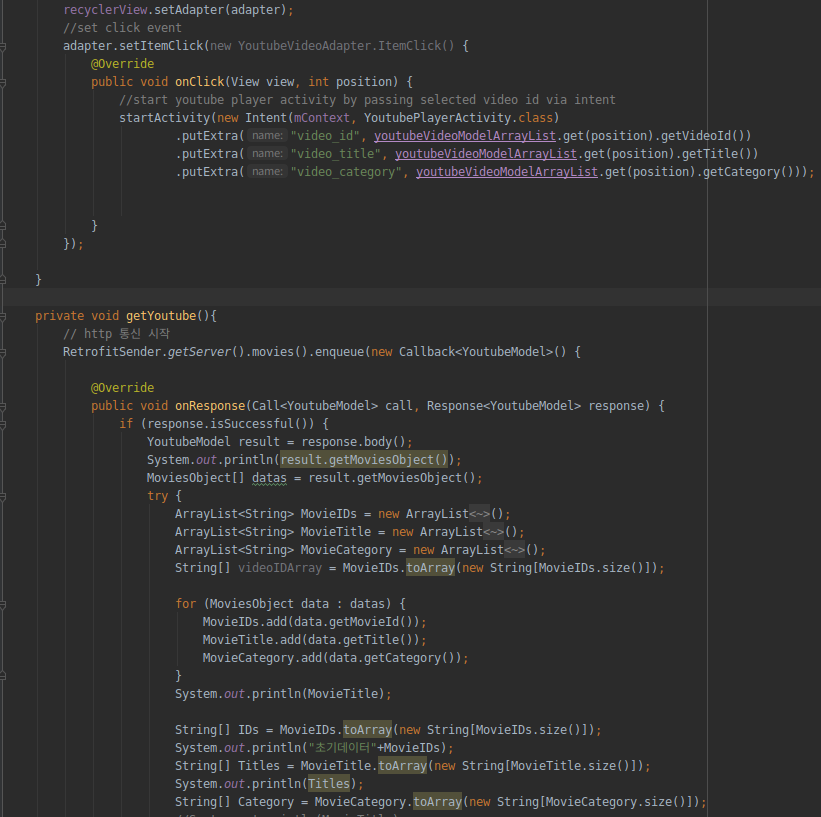 recyclerView.setAdapter(adapter);
//set click event
adapter.setItemClick(new YoutubeVideoAdapter.ItemClick() {
@Override
public void onClick(View view, int position) {
//start youtube player activity by passing selected video id via intent
startActivity(new Intent(mContext, YoutubePlayerActivity.class)
.putExtra( name: "video_id", youtubeVideoModelArrayList.get(position).getVideoId())
.putExtra( name: "video_title", youtubeVideoModelArrayList.get(position).getTitle())
.putExtra( name: "video_category", youtubeVideoModelArrayList.get(position).getCategory()));
}
});
}
private void getYoutube(){
// http 통신 시작
RetrofitSender.getServer().movies().enqueue(new Callback<YoutubeModel>() {
@Override
public void onResponse(Call<YoutubeModel> call, Response<YoutubeModel> response) {
if (response.isSuccessful()) {
YoutubeModel result = response.body();
System.out.println(result.getMoviesObject());
MoviesObject[] datas = result.getMoviesObject();
try {
ArrayList<String> MovieIDs = new ArrayList<~>();
ArrayList<String> MovieTitle = new ArrayList<~>();
ArrayList<String> MovieCategory = new ArrayList<~>();
String[] videoIDArray = MovieIDs.toArray(new String[MovieIDs.size()]);
for (MoviesObject data : datas) {
MovieIDs.add(data.getMovieId());
MovieTitle.add(data.getTitle());
MovieCategory.add(data.getCategory());
}
System.out.println(MovieTitle);
String[] IDs = MovieIDs.toArray(new String[MovieIDs.size()]);
System.out.println("초기데이터"+MovieIDs);
String[] Titles = MovieTitle.toArray(new String[MovieTitle.size()]);
System.out.println(Titles);
String[] Category = MovieCategory.toArray(new String[MovieCategory.size()]);